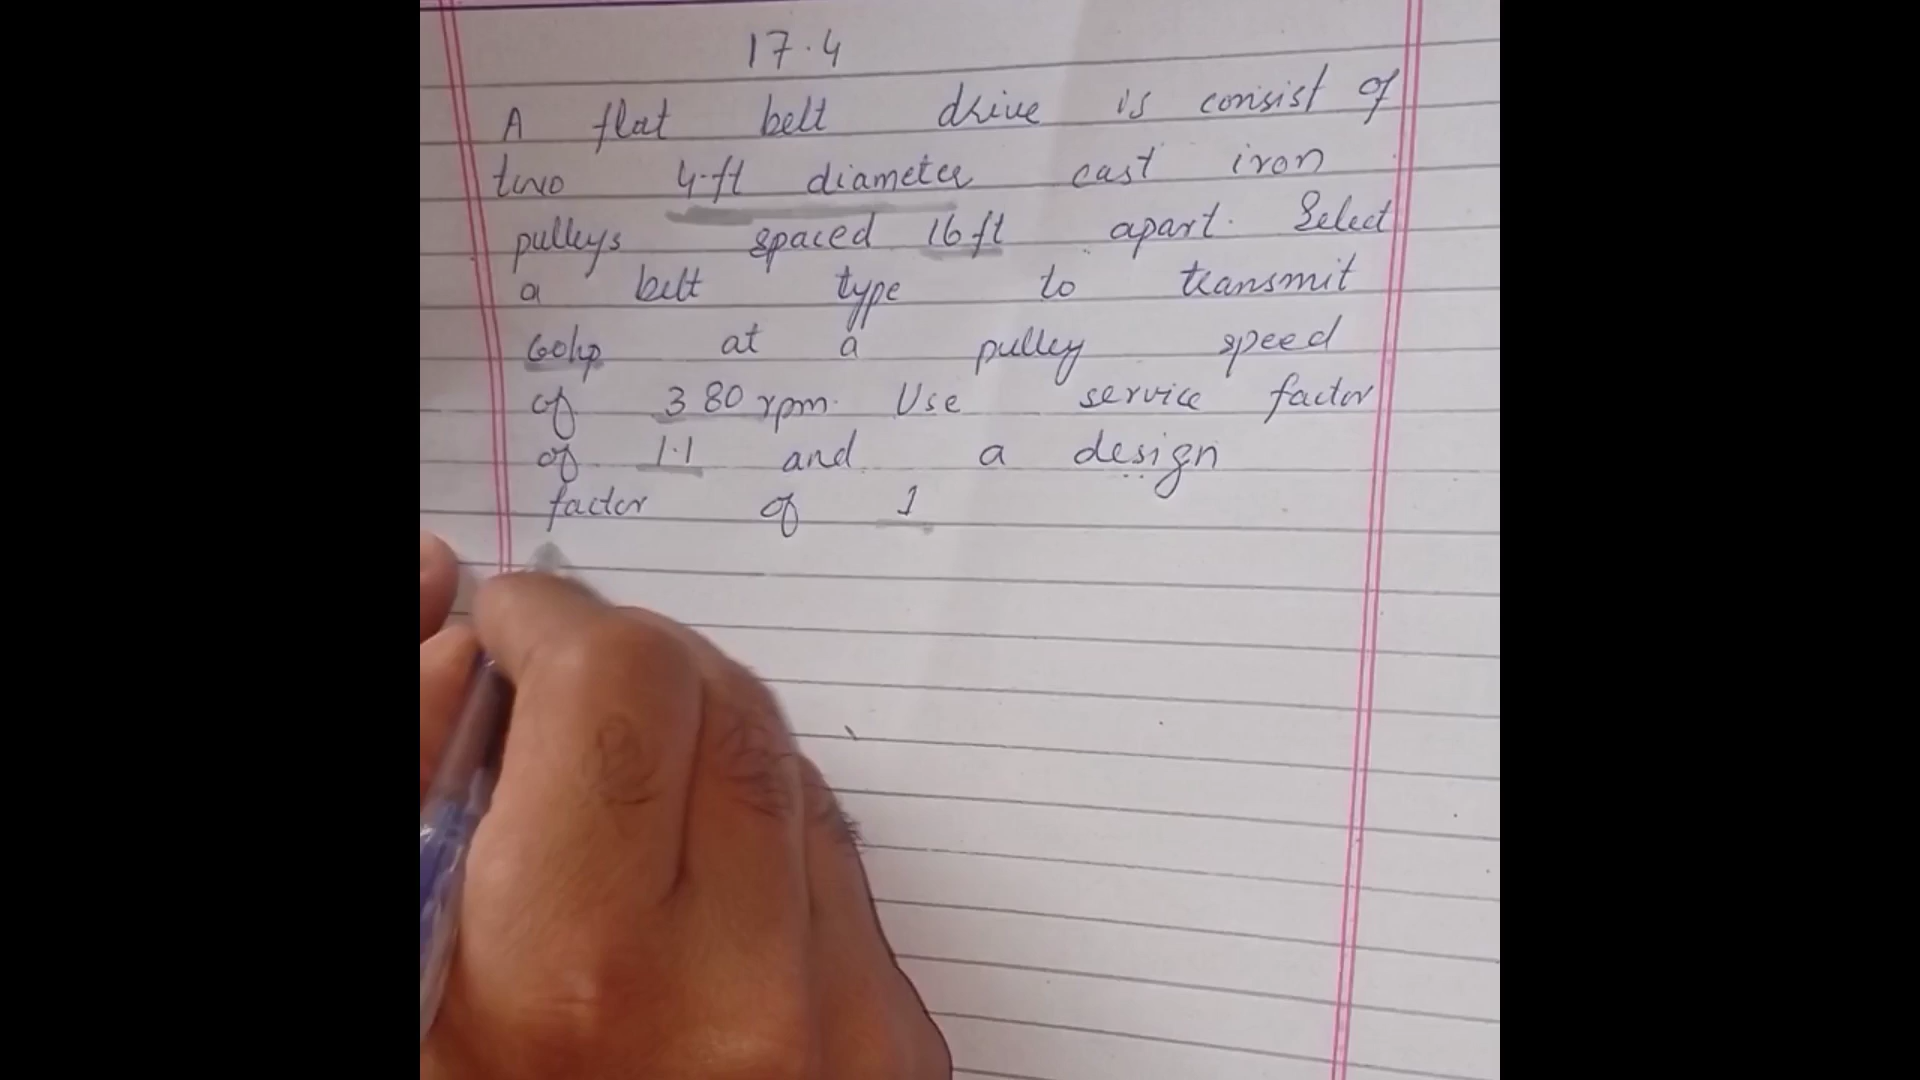 17.4
A flat belt drive is consist of
two 4-ft diameter cast iron
pulleys spaced 16 ft apart. Select
a belt type to transmit
60hp at a pulley speed
of 380 rpm. Use service factor
of 1.1 and a design
factor of 1